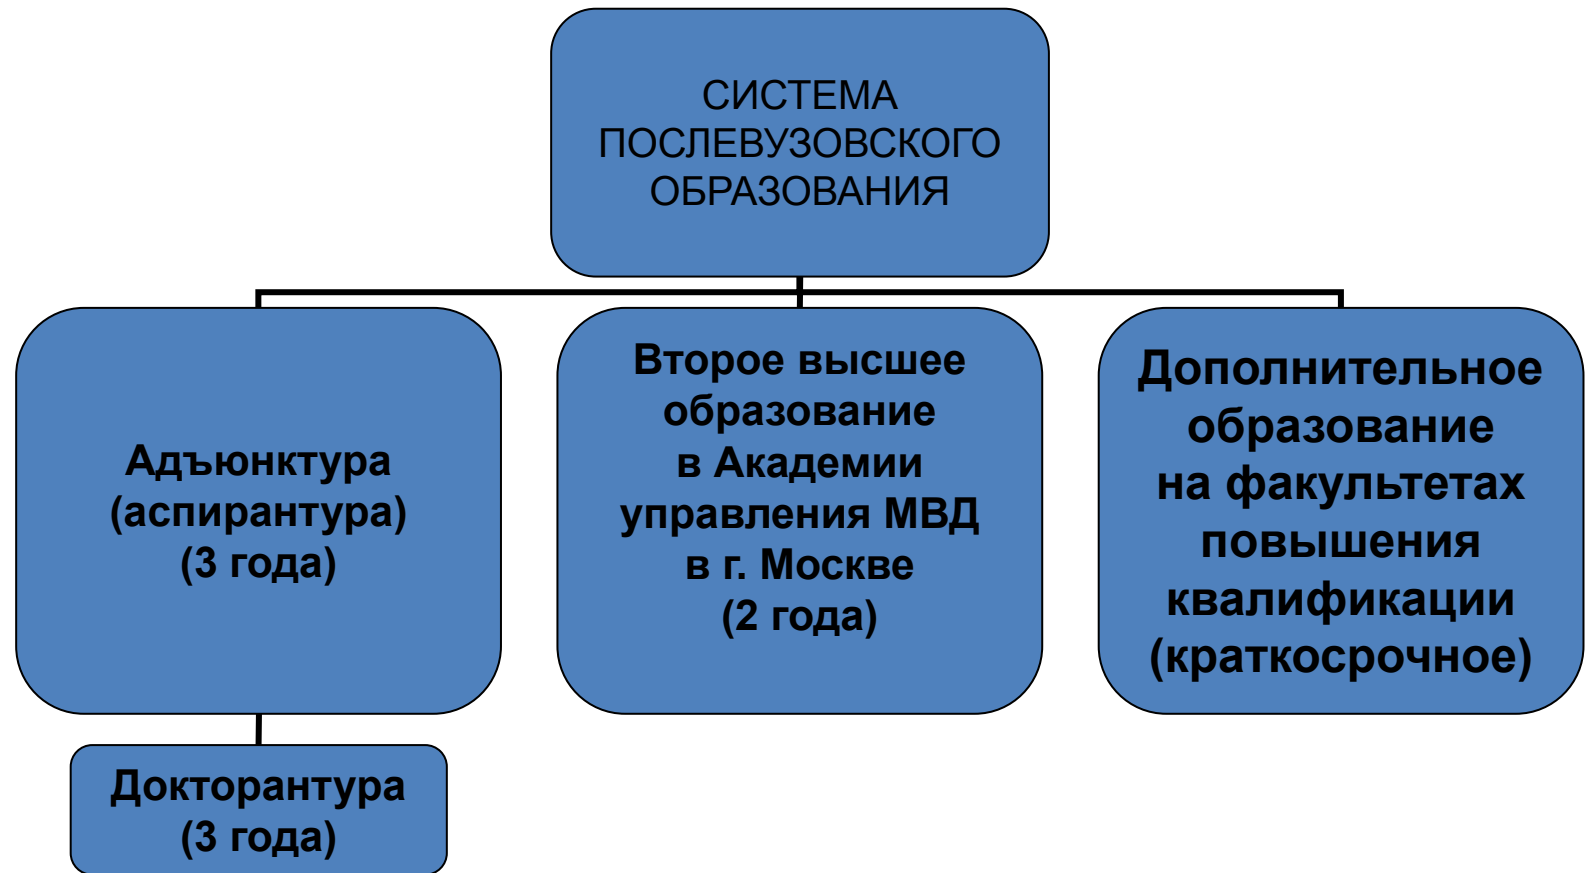 СИСТЕМА
ПОСЛЕВУЗОВСКОГО
ОБРАЗОВАНИЯ
Адъюнктура
(аспирантура)
(3 года)
Второе высшее
образование
в Академии
управления МВД
в г. Москве
(2 года)
Дополнительное
образование
на факультетах
повышения
квалификации
(краткосрочное)
Докторантура
(3 года)